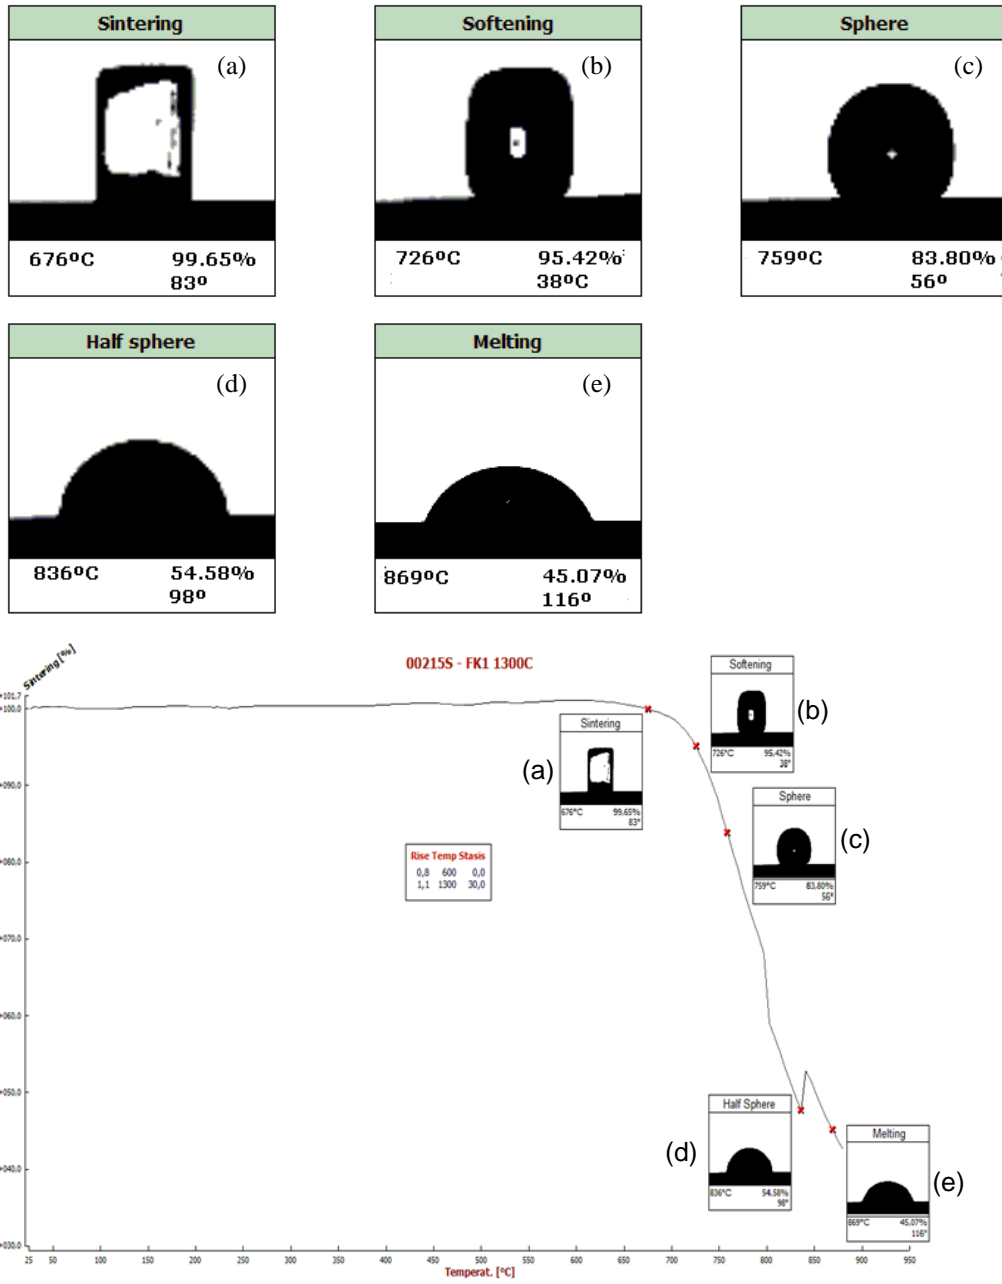 Sintering
(a)
676ºC 99.65%
83º
Softening
(b)
726ºC 95.42%
38ºC
Sphere
(c)
759ºC 83.80%
56º
Half sphere
(d)
836ºC 54.58%
98º
Melting
(e)
869ºC 45.07%
116º
Sintering [%]
00215S - FK1 1300C
+101.7
+100.0
+090.0
+080.0
+070.0
+060.0
+050.0
+040.0
+030.0
Softening
726°C 95.42%
38°
(b)
Sintering
676°C 99.65%
83°
(a)
Sphere
759°C 83.80%
56°
(c)
Rise Temp Stasis
0,8 600 0,0
1,1 1300 30,0
Half Sphere
836°C 54.58%
98°
(d)
Melting
869°C 45.07%
116°
(e)
25 50 100 150 200 250 300 350 400 450 500 550 600 650 700 750 800 850 900 950
Temperat. [°C]